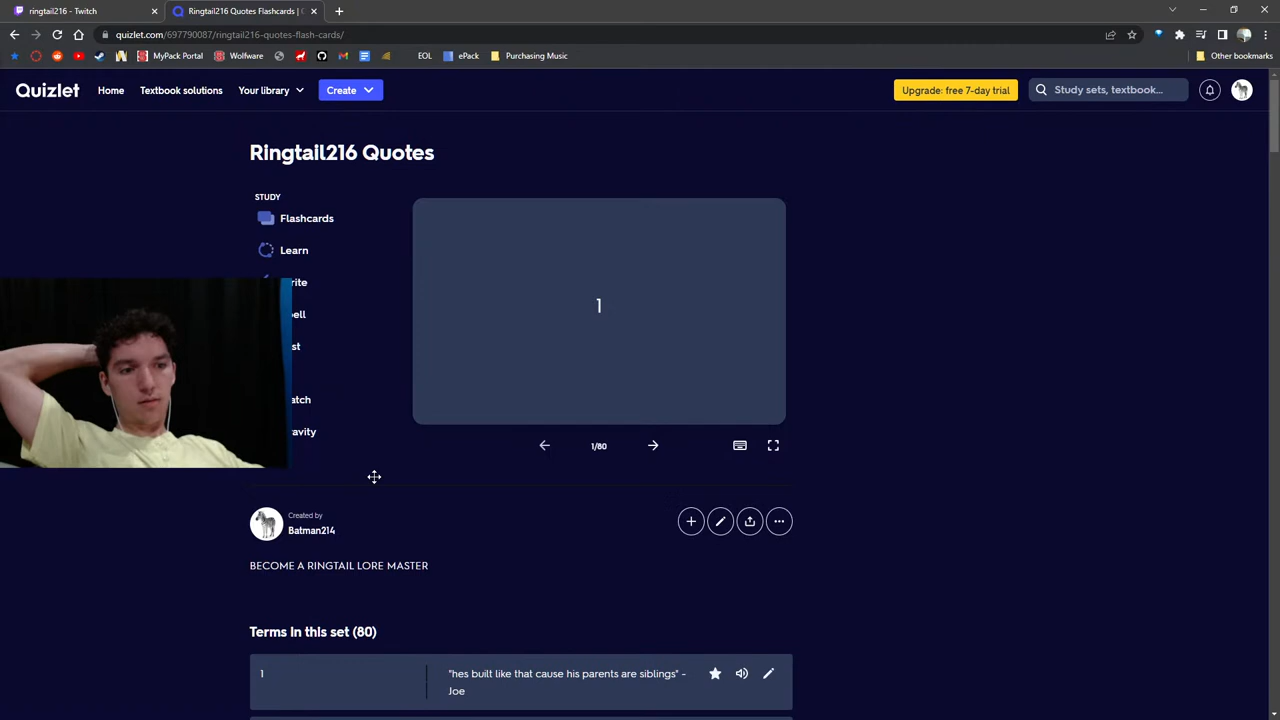 ringtail216 - Twitch
Ringtail216 Quotes Flashcards |
quizlet.com/697790087/ringtail216-quotes-flash-cards/
MyPack Portal Wolfware EOL ePack Purchasing Music Other bookmarks
Quizlet Home Textbook solutions Your library Create Upgrade: free 7-day trial Study sets, textbook...
Ringtail216 Quotes
STUDY
Flashcards
Learn
rite
ell
st
atch
ravity
1
1/80
Created by
Batman214
BECOME A RINGTAIL LORE MASTER
Terms in this set (80)
1
"hes built like that cause his parents are siblings" -
Joe